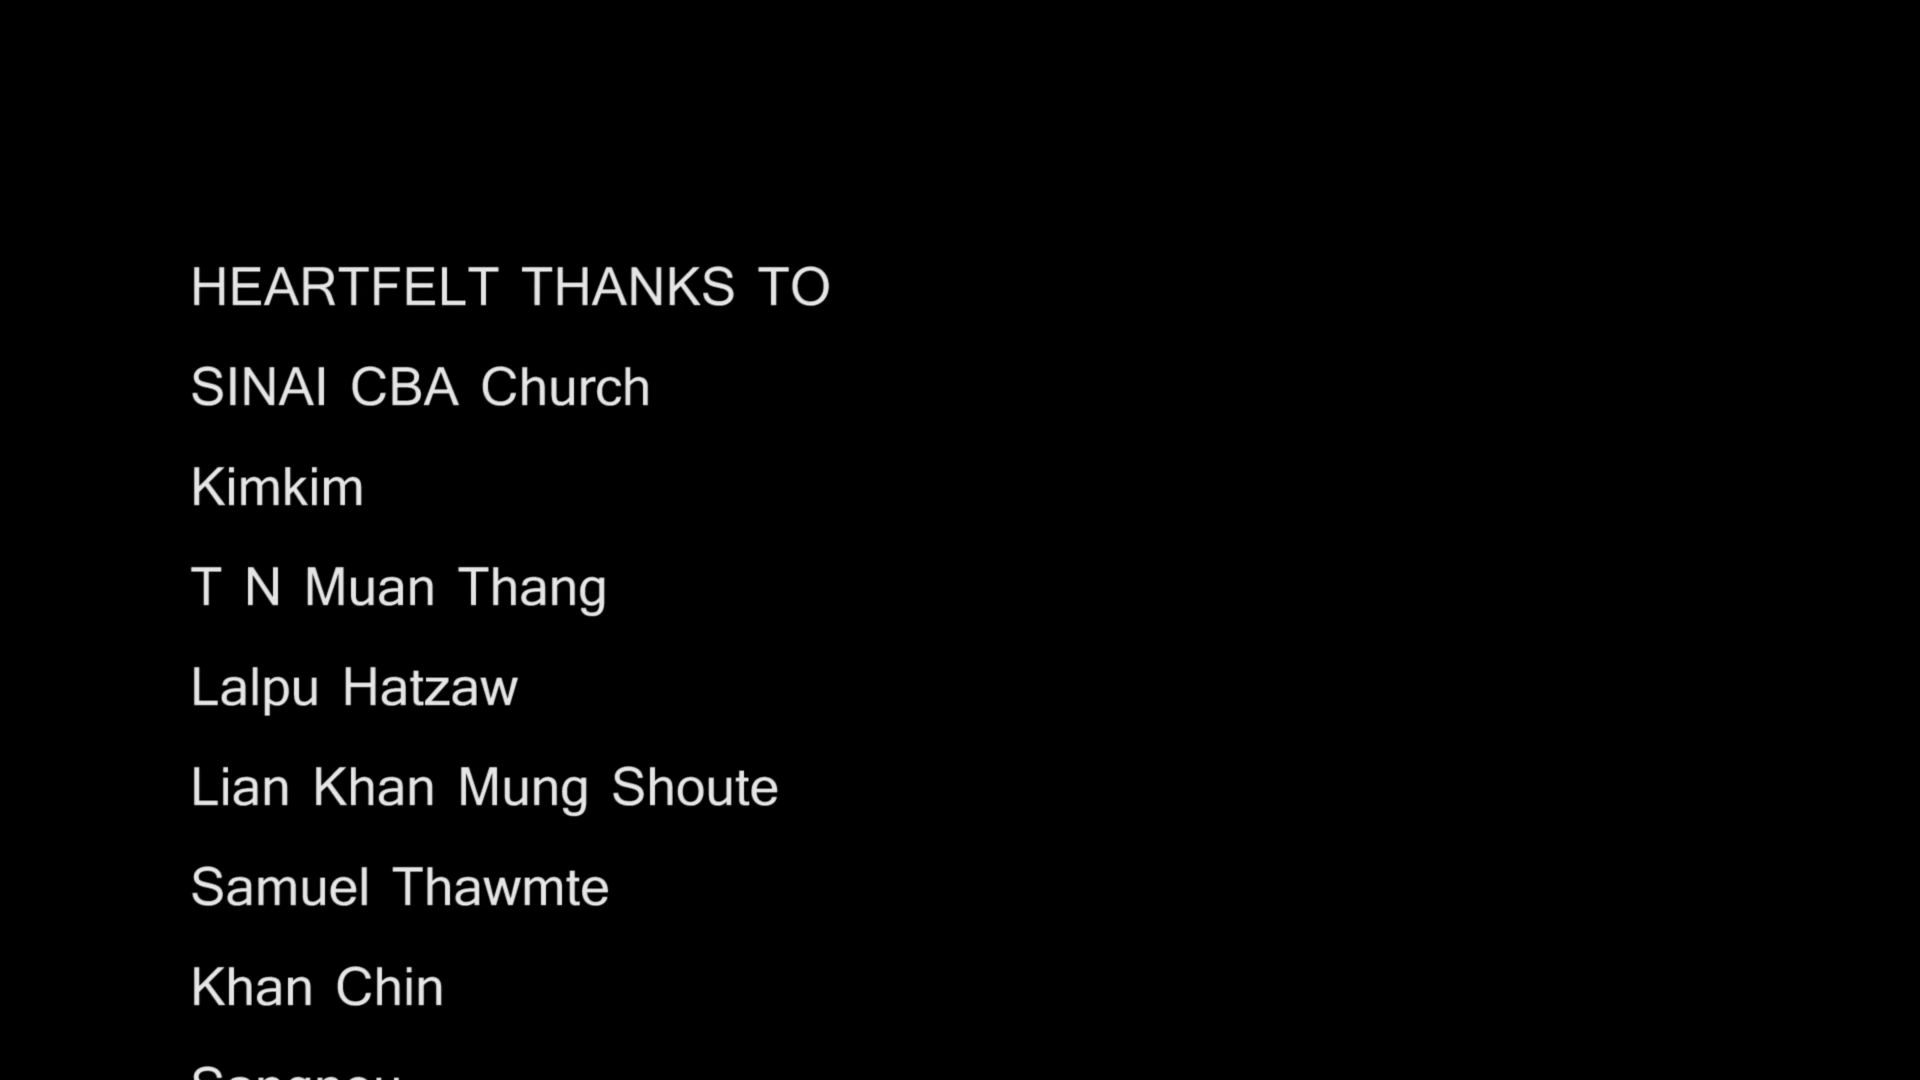 HEARTFELT THANKS TO
SINAI CBA Church
Kimkim
T N Muan Thang
Lalpu Hatzaw
Lian Khan Mung Shoute
Samuel Thawmte
Khan Chin